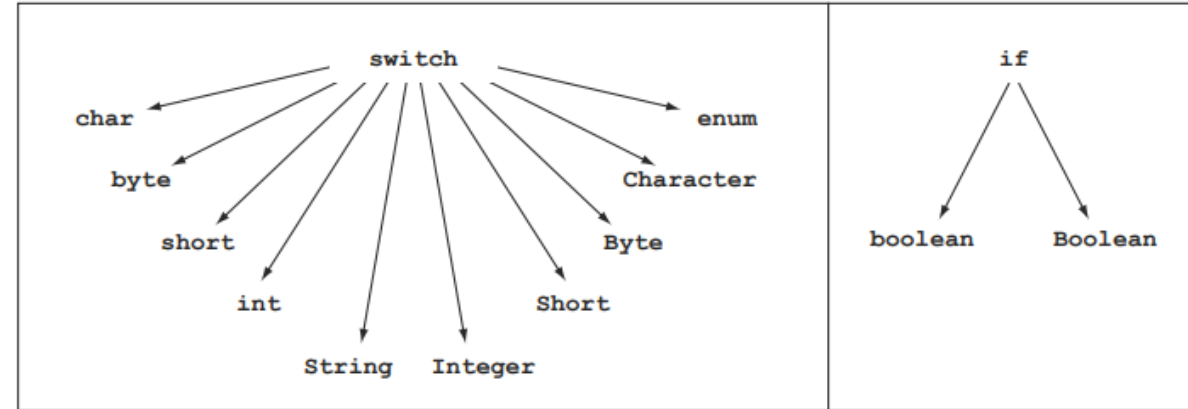 switch
if
char
enum
byte
Character
short
Byte
boolean
Boolean
int
Short
String
Integer